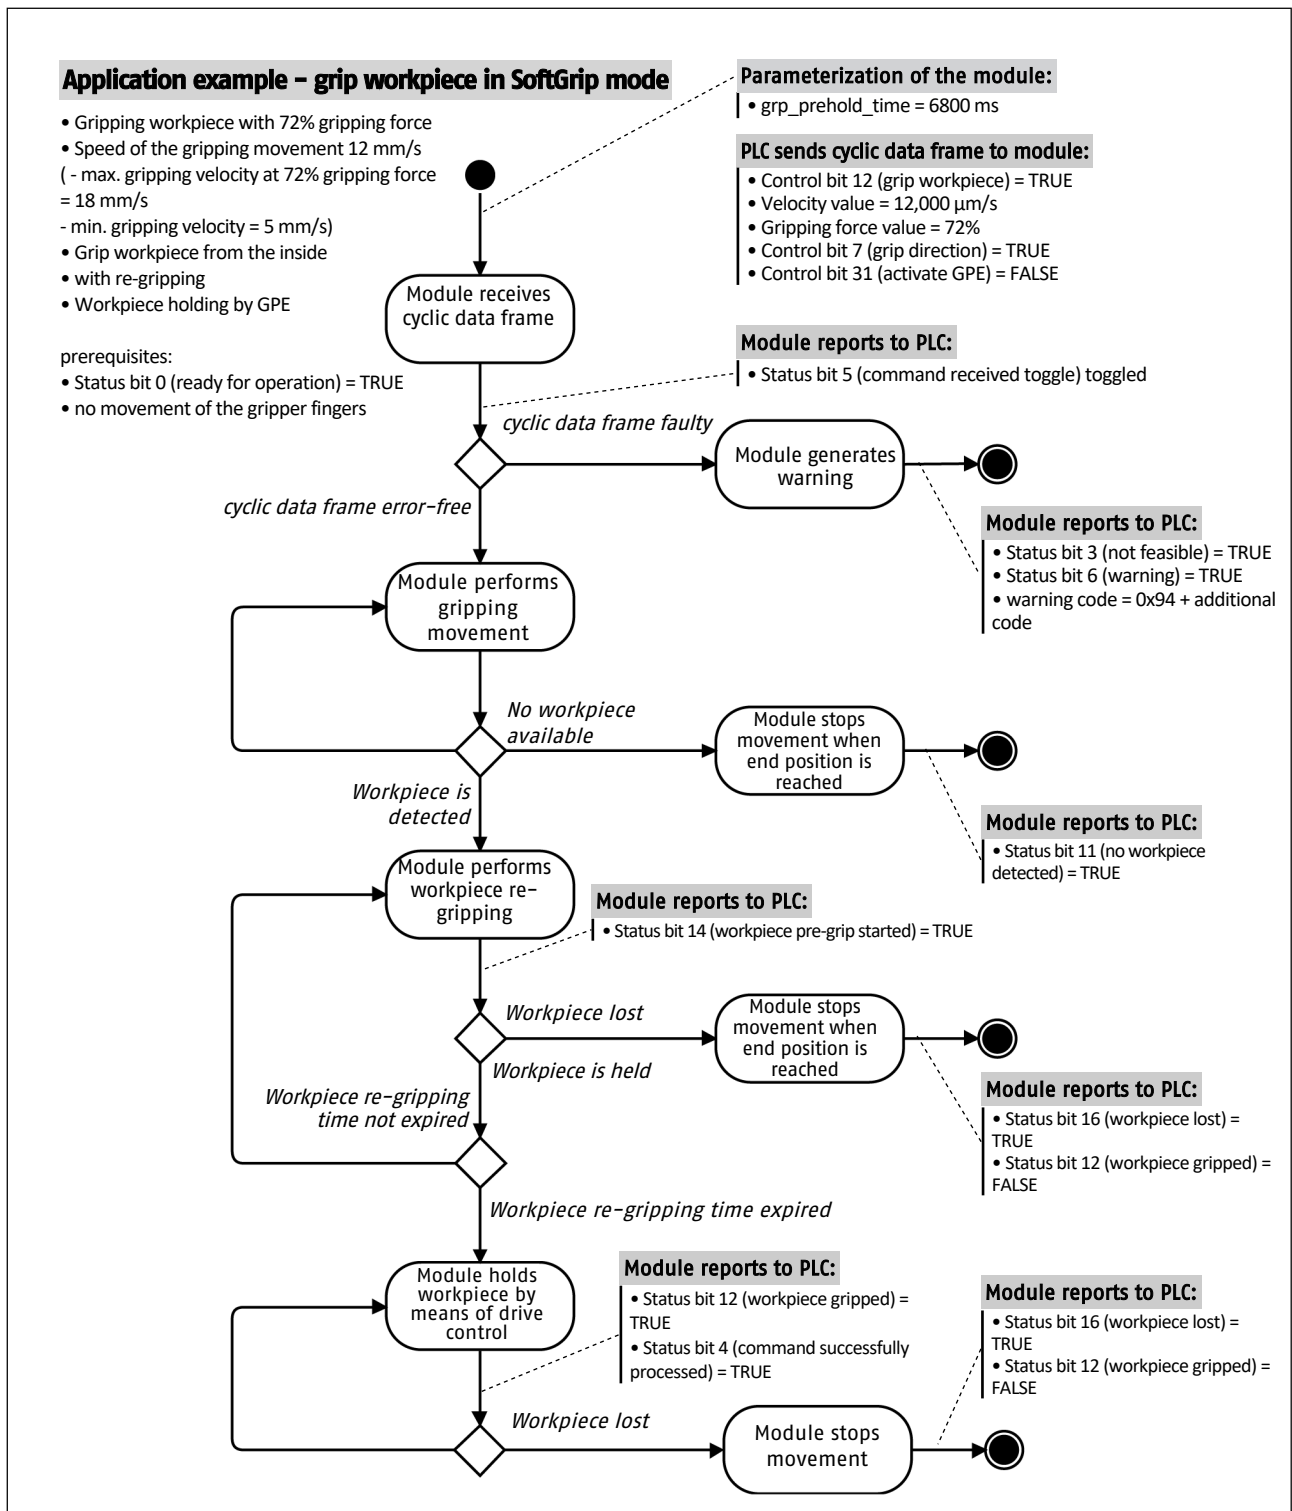 Application example – grip workpiece in SoftGrip mode
• Gripping workpiece with 72% gripping force
• Speed of the gripping movement 12 mm/s
( - max. gripping velocity at 72% gripping force
= 18 mm/s
- min. gripping velocity = 5 mm/s)
• Grip workpiece from the inside
• with re-gripping
• Workpiece holding by GPE
prerequisites:
• Status bit 0 (ready for operation) = TRUE
• no movement of the gripper fingers
Parameterization of the module:
• grp_prehold_time = 6800 ms
PLC sends cyclic data frame to module:
• Control bit 12 (grip workpiece) = TRUE
• Velocity value = 12,000 µm/s
• Gripping force value = 72%
• Control bit 7 (grip direction) = TRUE
• Control bit 31 (activate GPE) = FALSE
Module receives
cyclic data frame
Module reports to PLC:
• Status bit 5 (command received toggle) toggled
cyclic data frame faulty
Module generates
warning
cyclic data frame error-free
Module reports to PLC:
• Status bit 3 (not feasible) = TRUE
• Status bit 6 (warning) = TRUE
• warning code = 0x94 + additional
code
Module performs
gripping
movement
No workpiece
available
Module stops
movement when
end position is
reached
Workpiece is
detected
Module reports to PLC:
• Status bit 11 (no workpiece
detected) = TRUE
Module performs
workpiece re-
gripping
Module reports to PLC:
• Status bit 14 (workpiece pre-grip started) = TRUE
Workpiece lost
Module stops
movement when
end position is
reached
Workpiece is held
Workpiece re-gripping
time not expired
Module reports to PLC:
• Status bit 16 (workpiece lost) =
TRUE
• Status bit 12 (workpiece gripped) =
FALSE
Workpiece re-gripping time expired
Module holds
workpiece by
means of drive
control
Module reports to PLC:
• Status bit 12 (workpiece gripped) =
TRUE
• Status bit 4 (command successfully
processed) = TRUE
Module reports to PLC:
• Status bit 16 (workpiece lost) =
TRUE
• Status bit 12 (workpiece gripped) =
FALSE
Workpiece lost
Module stops
movement